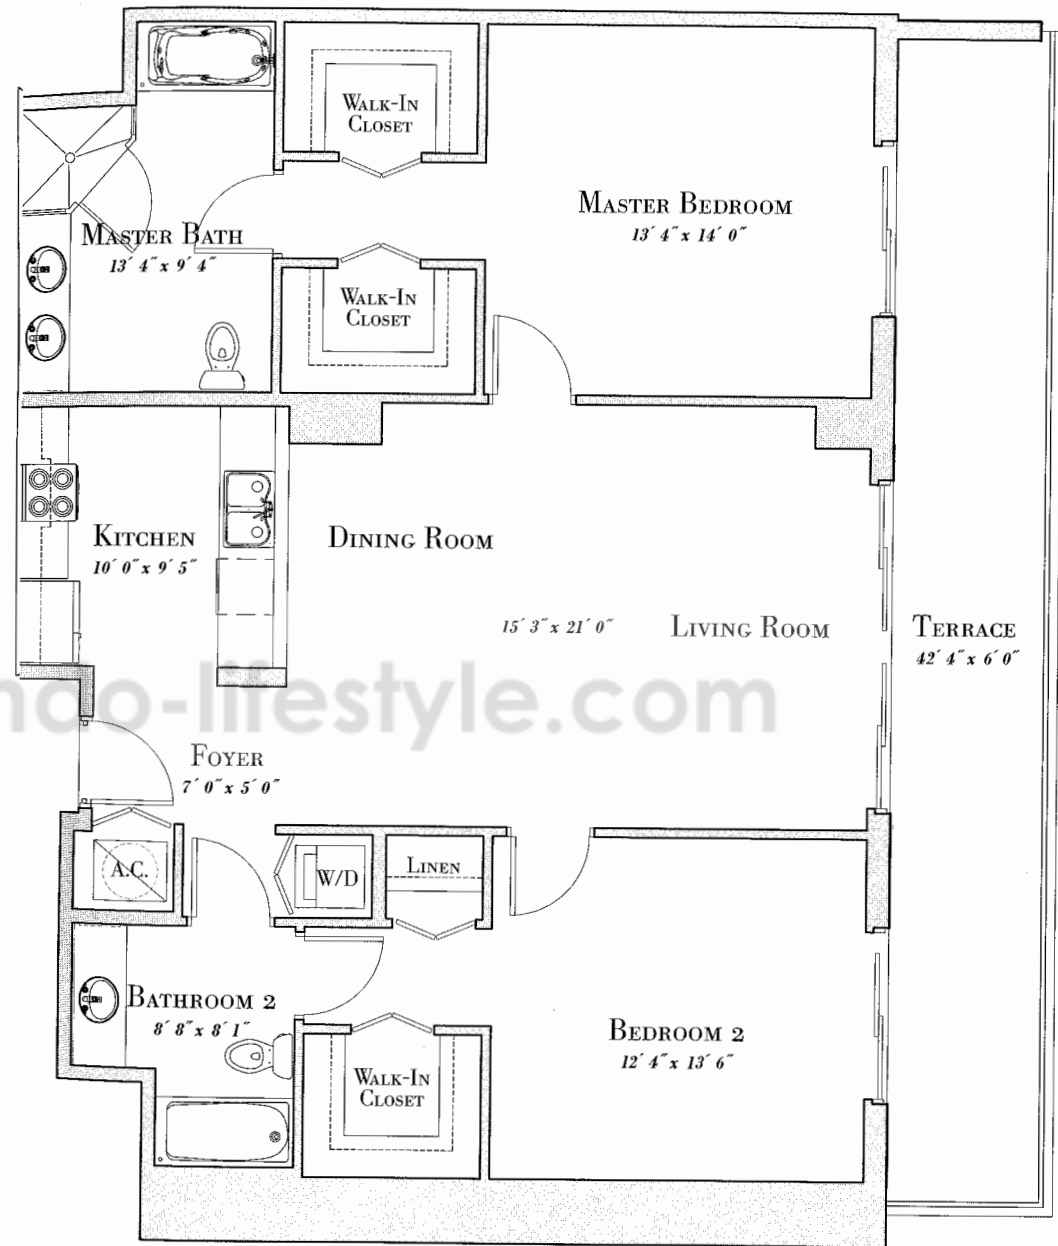 WALK-IN
CLOSET
MASTER BEDROOM
13´ 4˝ x 14´ 0˝
MASTER BATH
13´ 4˝ x 9´ 4˝
WALK-IN
CLOSET
KITCHEN
10´ 0˝ x 9´ 5˝
DINING ROOM
15´ 3˝ x 21´ 0˝
LIVING ROOM
TERRACE
42´ 4˝ x 6´ 0˝
ndo-lifestyle.com
FOYER
7´ 0˝ x 5´ 0˝
A.C.
W/D
LINEN
BATHROOM 2
8´ 8˝ x 8´ 1˝
BEDROOM 2
12´ 4˝ x 13´ 6˝
WALK-IN
CLOSET